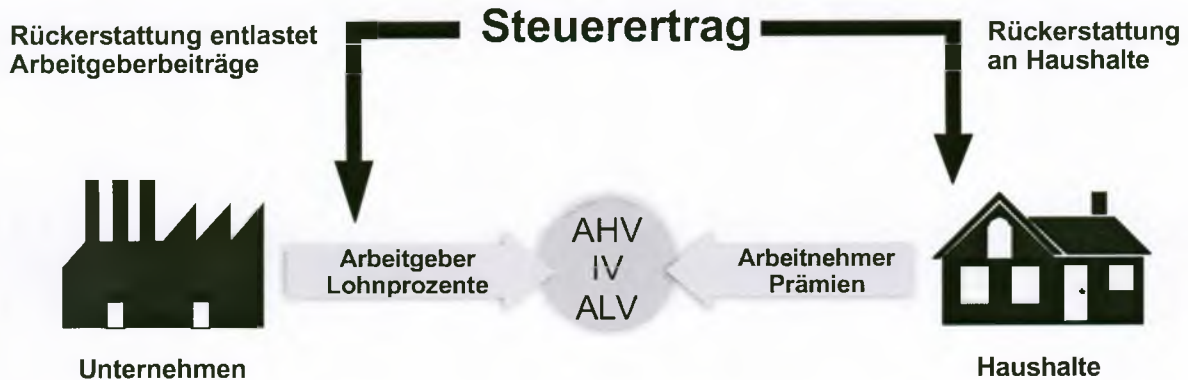 Steuerertrag
Rückerstattung entlastet
Arbeitgeberbeiträge
Rückerstattung
an Haushalte
Arbeitgeber
Lohnprozente
AHV
IV
ALV
Arbeitnehmer
Prämien
Unternehmen
Haushalte